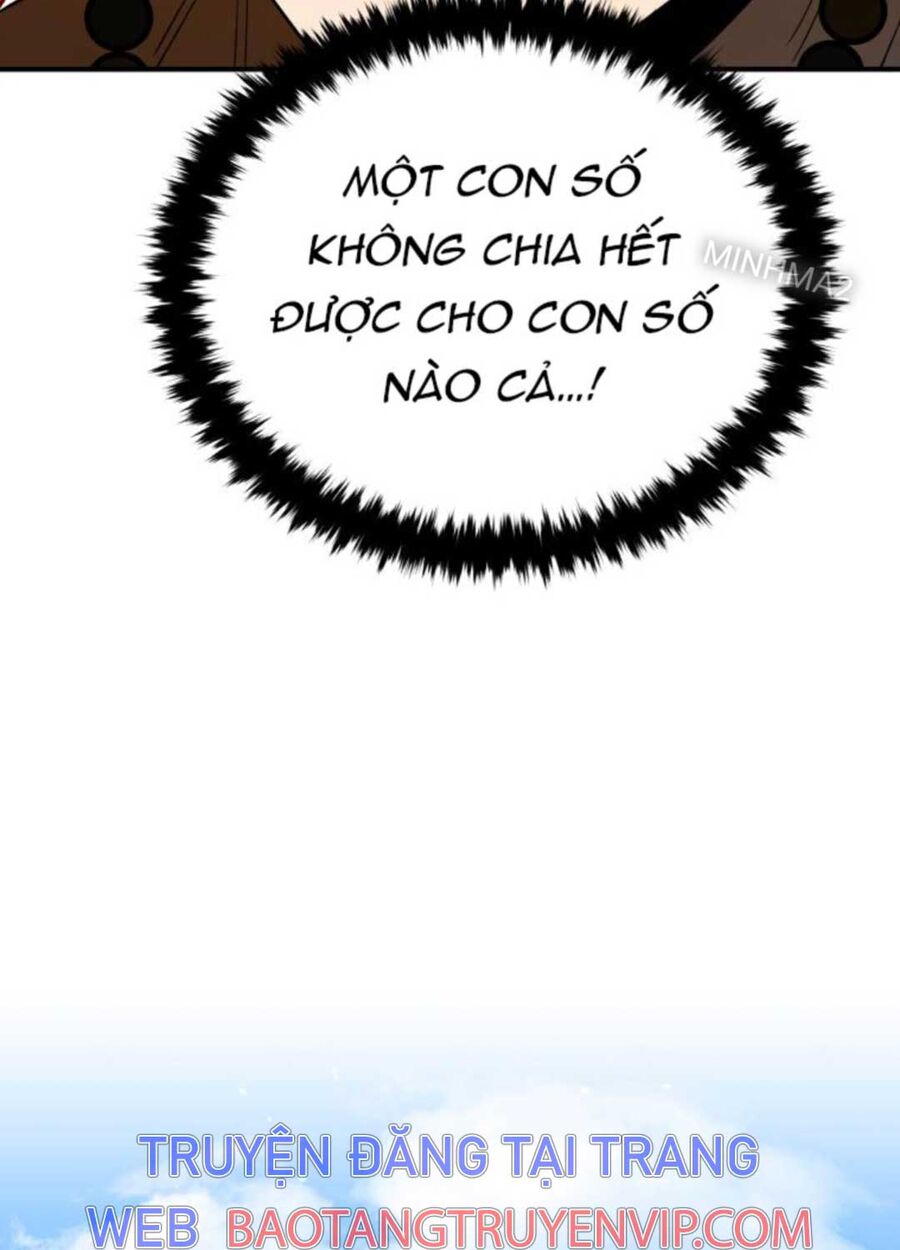 MỘT CON SỐ
KHÔNG CHIA HẾT
MINHMA2
ĐƯỢC CHO CON SỐ
NÀO CẢ...!
TRUYỆN ĐĂNG TẠI TRANG
WEB BAOTANGTRUYENVIP.COM